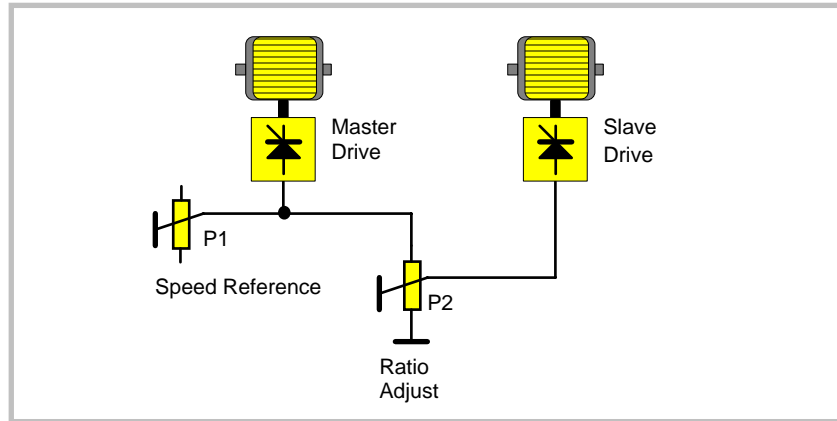 Master
Drive
Slave
Drive
P1
Speed Reference
P2
Ratio
Adjust